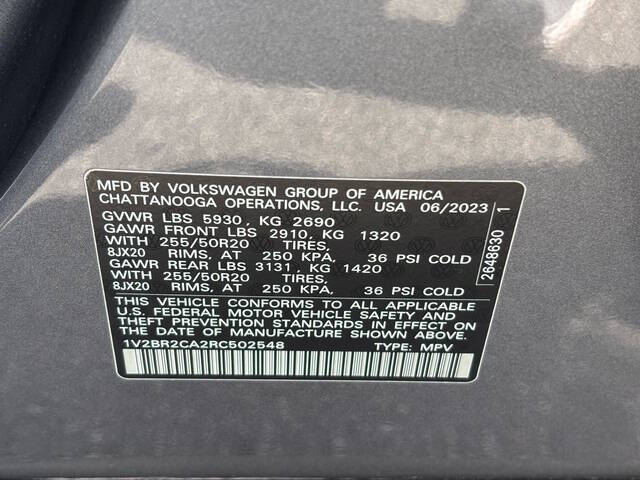 MFD BY VOLKSWAGEN GROUP OF AMERICA
CHATTANOOGA OPERATIONS, LLC. USA 06/2023
GVWR LBS 5930, KG 2690
GAWR FRONT LBS 2910, KG 1320
WITH 255/50R20 TIRES,
8JX20 RIMS, AT 250 KPA, 36 PSI COLD
GAWR REAR LBS 3131, KG 1420
WITH 255/50R20 TIRES,
8JX20 RIMS, AT 250 KPA, 36 PSI COLD
THIS VEHICLE CONFORMS TO ALL APPLICABLE
U.S. FEDERAL MOTOR VEHICLE SAFETY AND
THEFT PREVENTION STANDARDS IN EFFECT ON
THE DATE OF MANUFACTURE SHOWN ABOVE.
1V2BR2CA2RC502548 TYPE: MPV
2648630 1